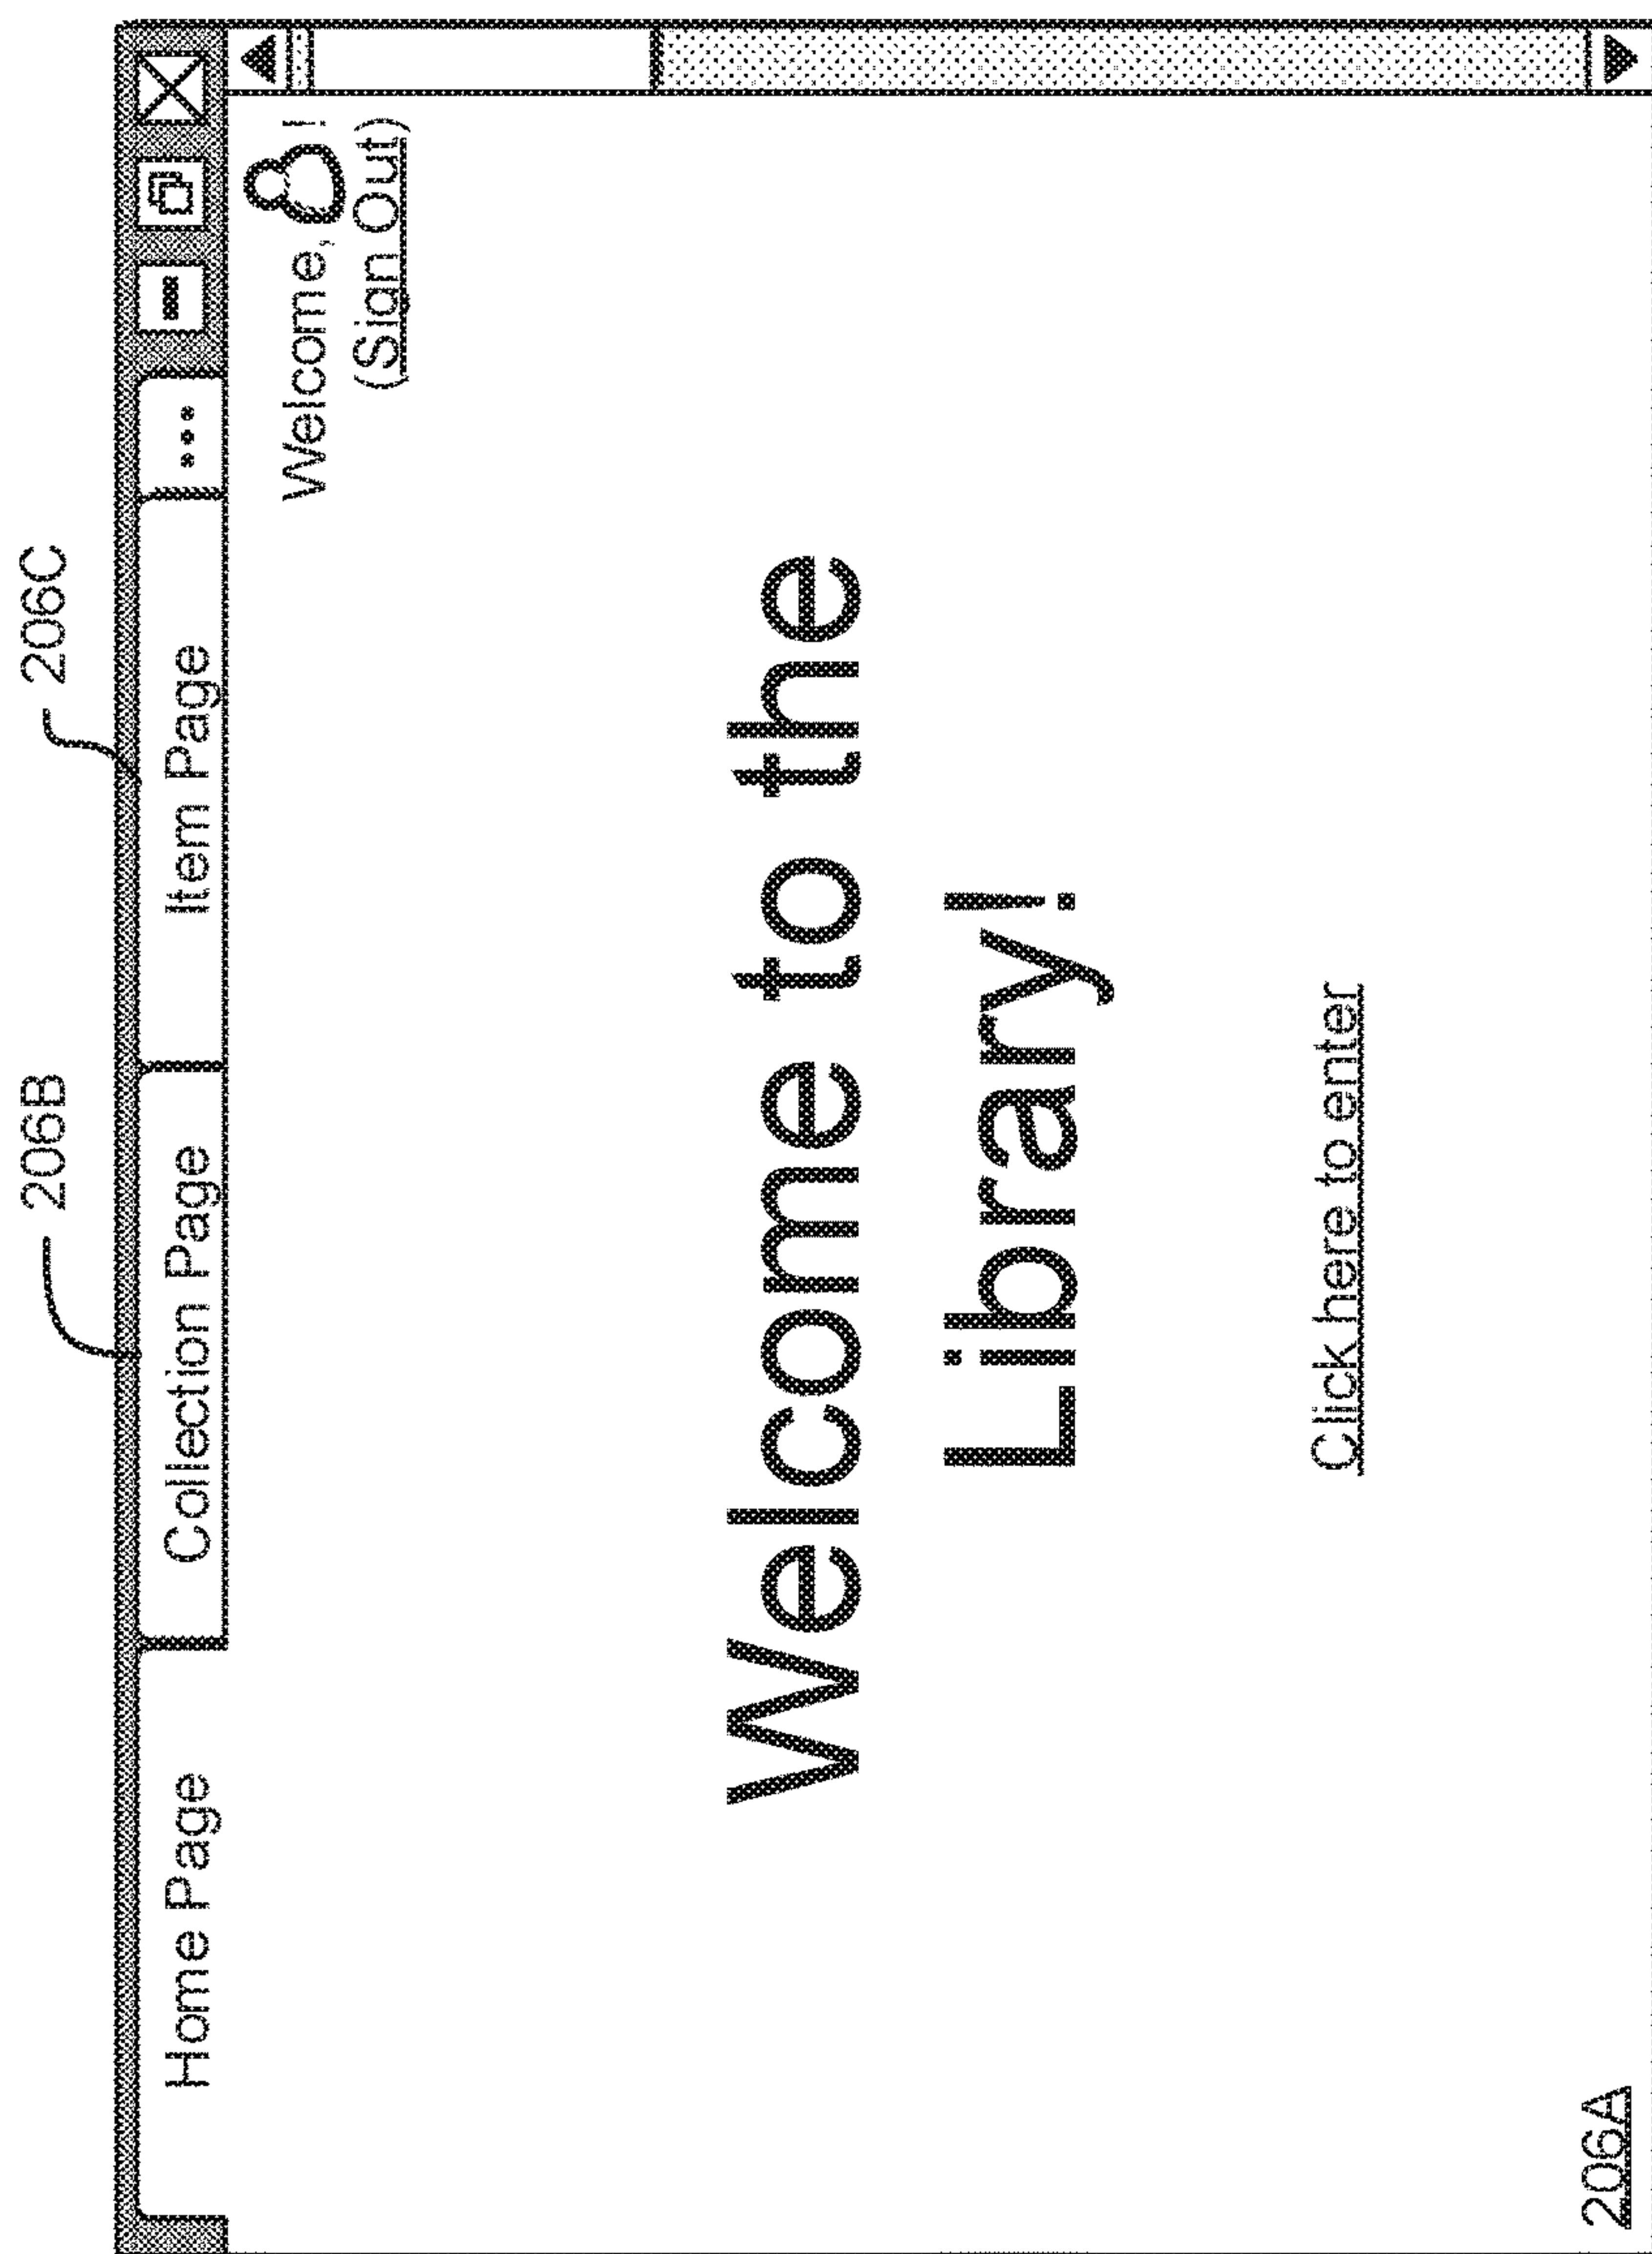 206B
206C
Home Page
Collection Page
Item Page
...
Welcome, !
(Sign Out)
Welcome to the
Library!
Click here to enter
206A